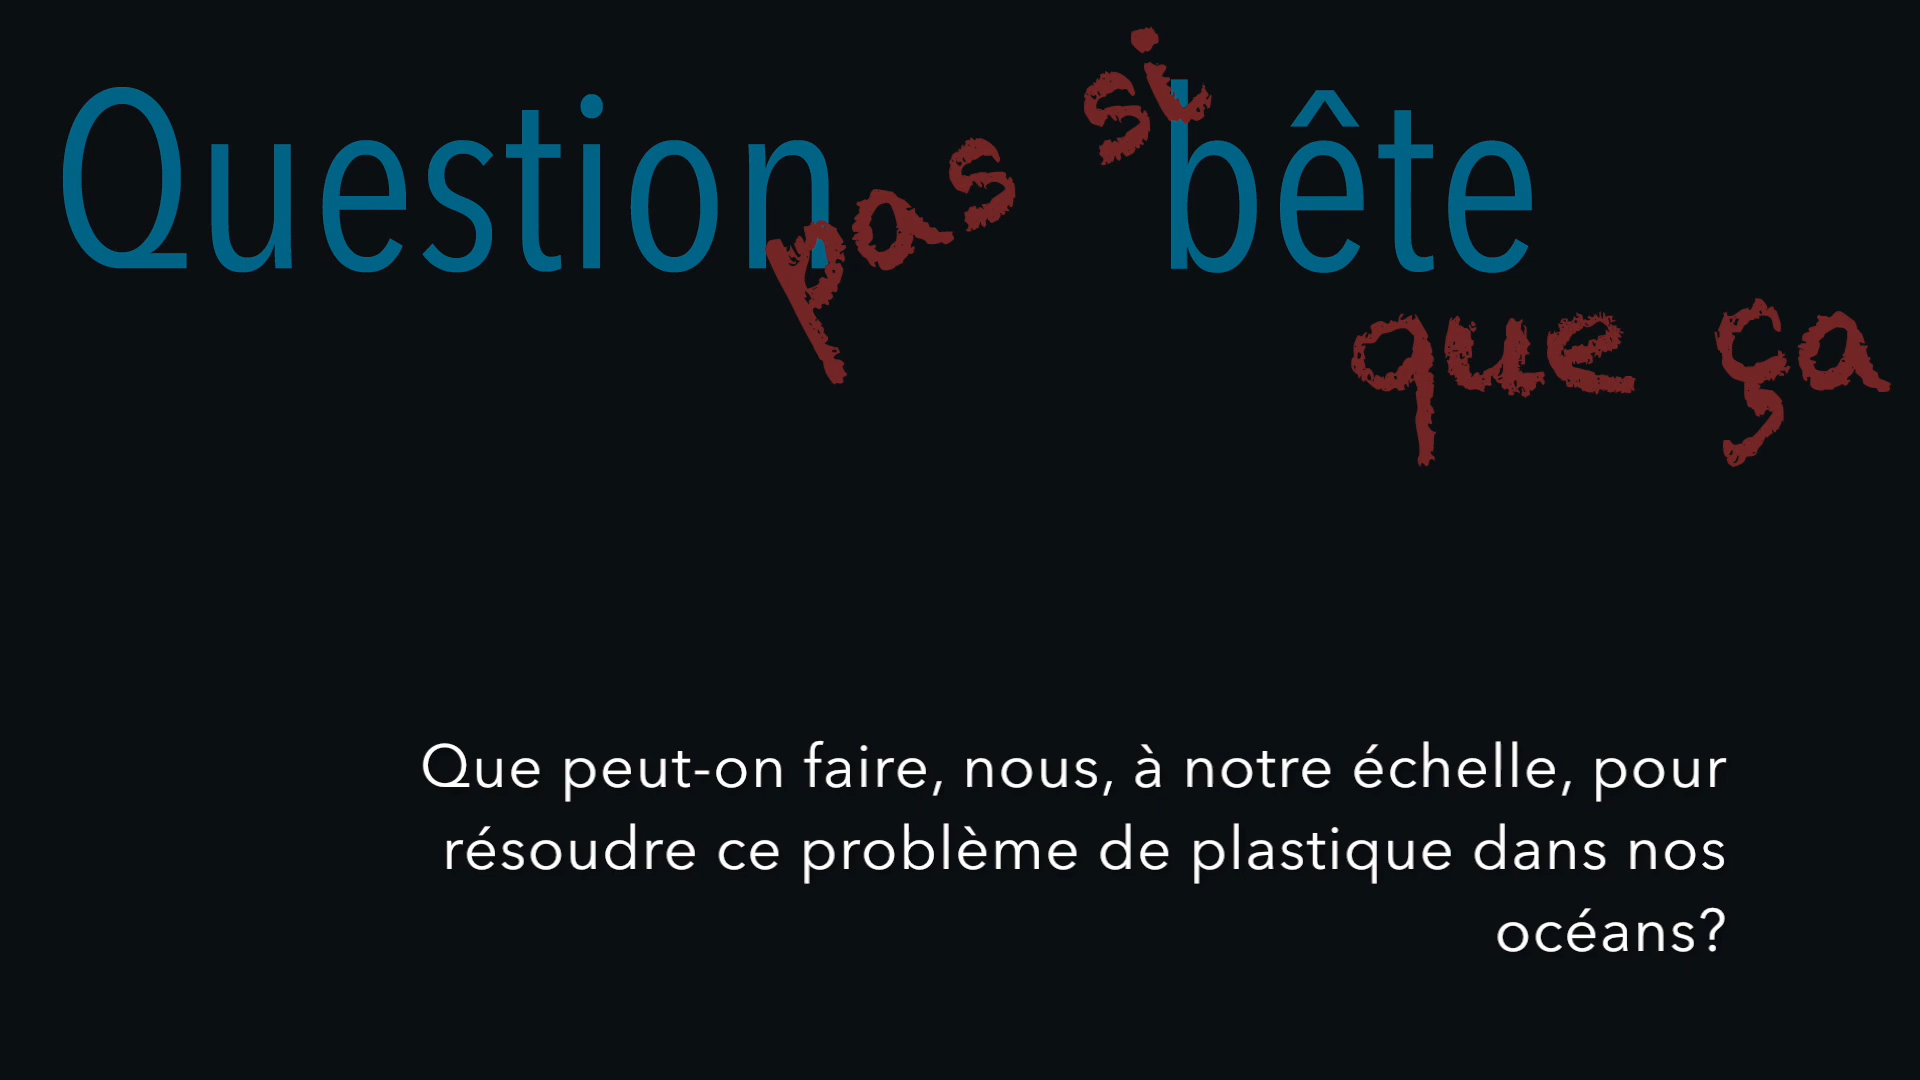 Question pas si bête
que ça
Que peut-on faire, nous, à notre échelle, pour
résoudre ce problème de plastique dans nos
océans?